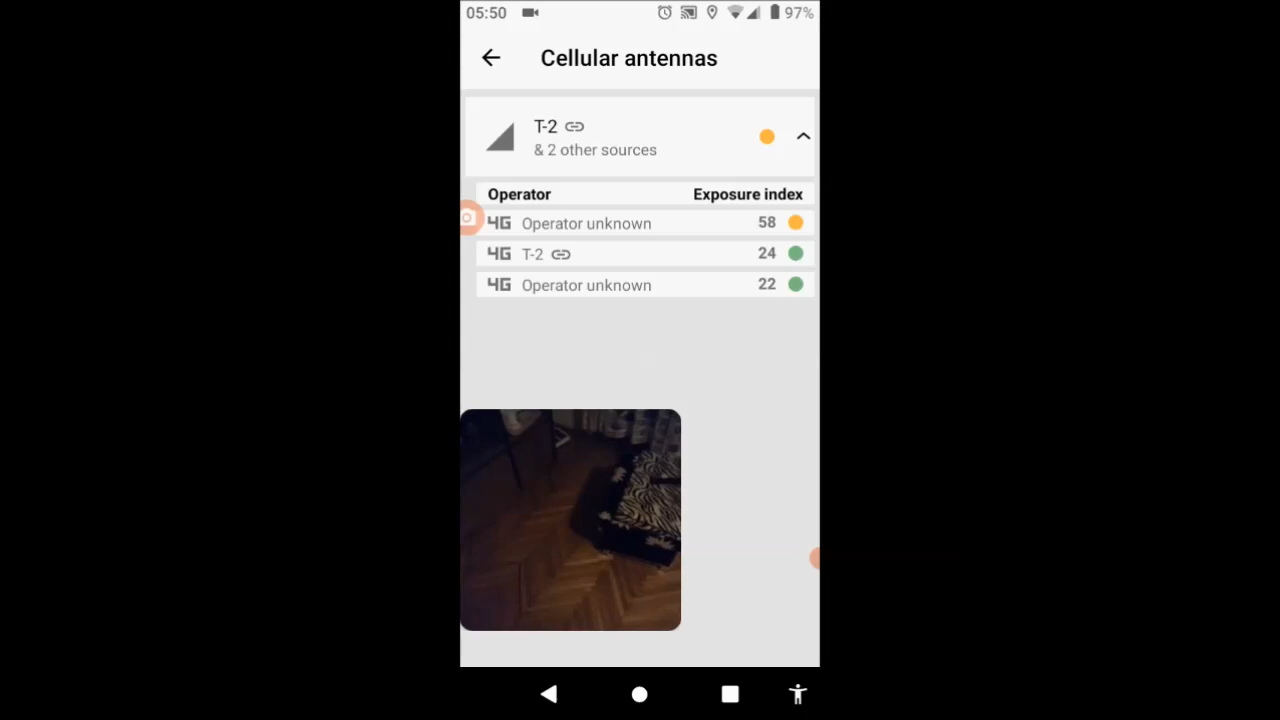 05:50 97%
Cellular antennas
T-2
& 2 other sources
Operator Exposure index
4G Operator unknown 58
4G T-2 24
4G Operator unknown 22